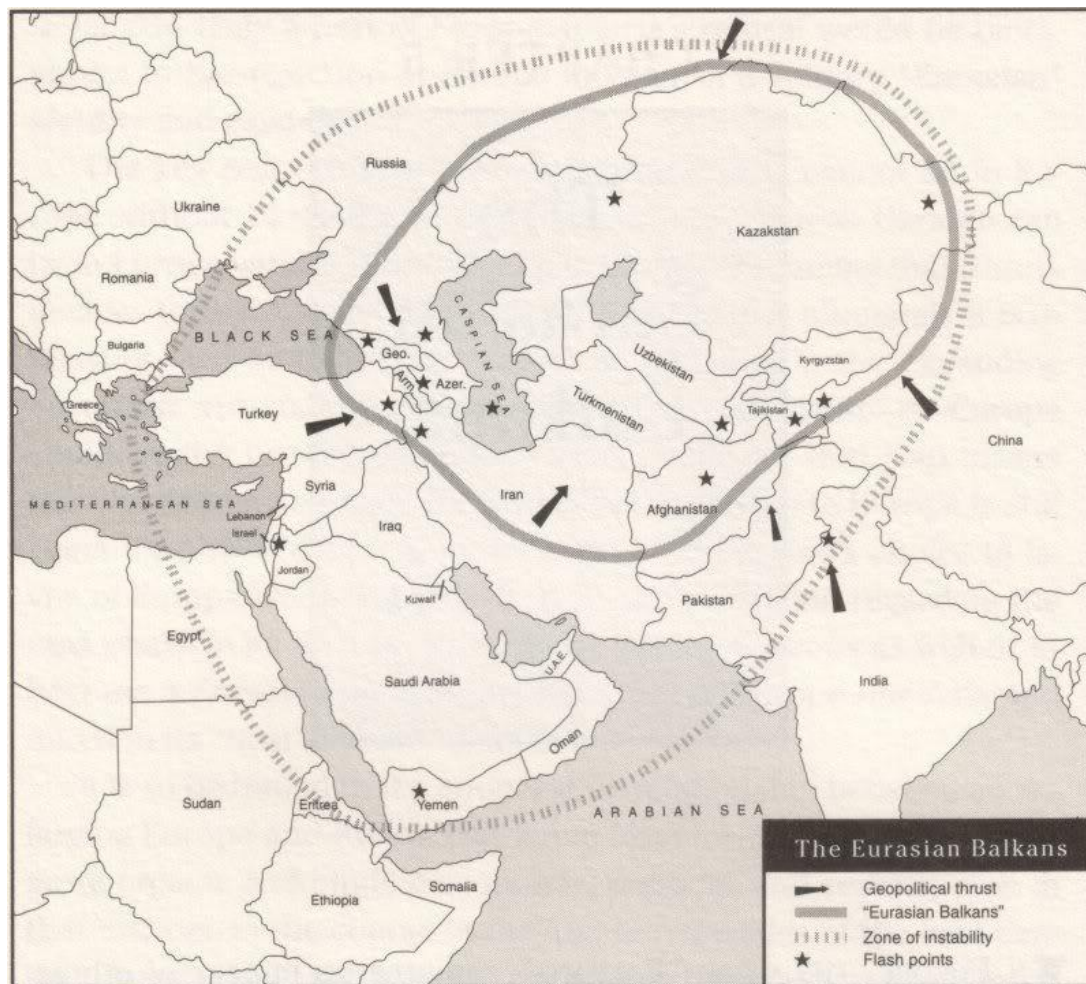 Russia
Ukraine
Kazakstan
Romania
CASPIAN SEA
BLACK SEA
Bulgaria
Geo.
Uzbekistan
Kyrgyzstan
Arm.
Azer.
Greece
Turkey
Turkmenistan
Tajikistan
China
Syria
Iran
MEDITERRANEAN SEA
Lebanon
Afghanistan
Iraq
Israel
Jordan
Kuwait
Pakistan
Egypt
U.A.E.
Saudi Arabia
India
Oman
Sudan
Eritrea
Yemen
ARABIAN SEA
Somalia
Ethiopia
The Eurasian Balkans
Geopolitical thrust
"Eurasian Balkans"
Zone of instability
Flash points